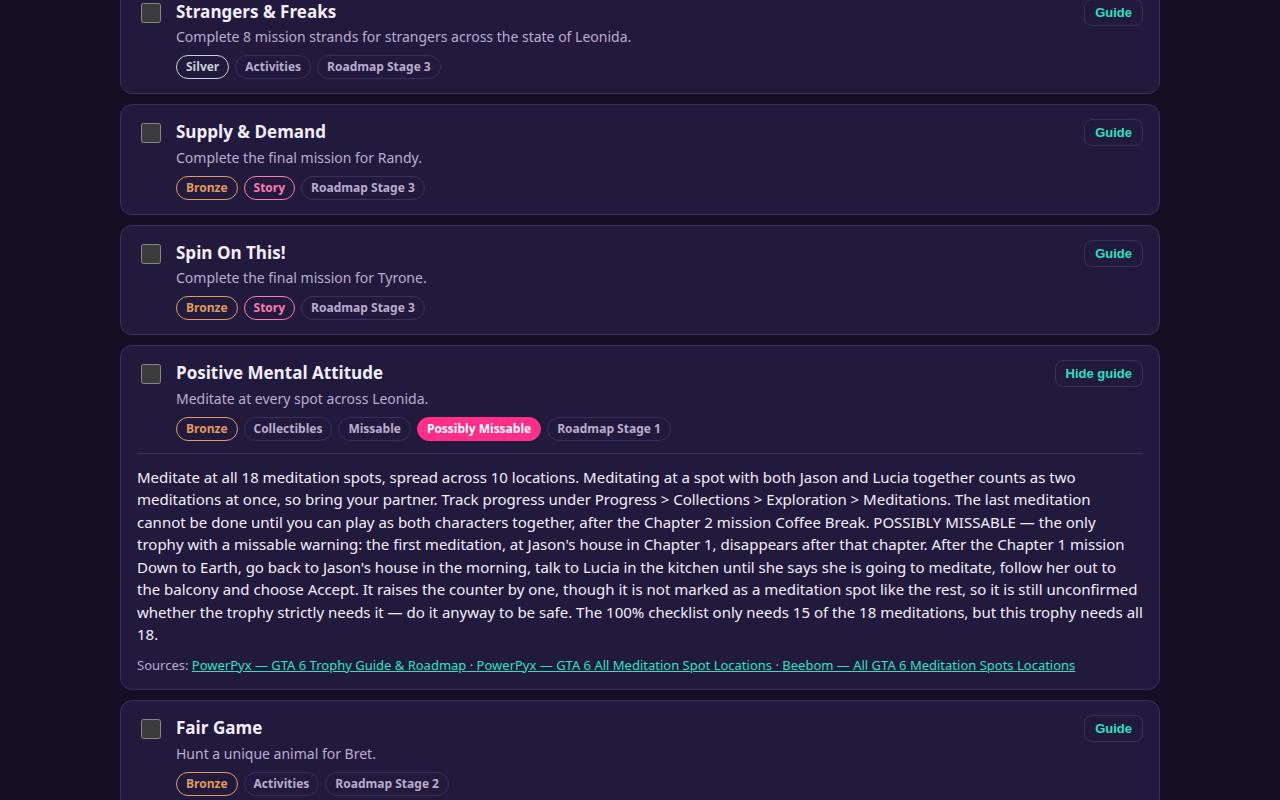 Strangers & Freaks
Guide
Complete 8 mission strands for strangers across the state of Leonida.
Silver
Activities
Roadmap Stage 3
Supply & Demand
Guide
Complete the final mission for Randy.
Bronze
Story
Roadmap Stage 3
Spin On This!
Guide
Complete the final mission for Tyrone.
Bronze
Story
Roadmap Stage 3
Positive Mental Attitude
Hide guide
Meditate at every spot across Leonida.
Bronze
Collectibles
Missable
Possibly Missable
Roadmap Stage 1
Meditate at all 18 meditation spots, spread across 10 locations. Meditating at a spot with both Jason and Lucia together counts as two
meditations at once, so bring your partner. Track progress under Progress > Collections > Exploration > Meditations. The last meditation
cannot be done until you can play as both characters together, after the Chapter 2 mission Coffee Break. POSSIBLY MISSABLE — the only
trophy with a missable warning: the first meditation, at Jason's house in Chapter 1, disappears after that chapter. After the Chapter 1 mission
Down to Earth, go back to Jason's house in the morning, talk to Lucia in the kitchen until she says she is going to meditate, follow her out to
the balcony and choose Accept. It raises the counter by one, though it is not marked as a meditation spot like the rest, so it is still unconfirmed
whether the trophy strictly needs it — do it anyway to be safe. The 100% checklist only needs 15 of the 18 meditations, but this trophy needs all
18.
Sources: PowerPyx — GTA 6 Trophy Guide & Roadmap · PowerPyx — GTA 6 All Meditation Spot Locations · Beebom — All GTA 6 Meditation Spots Locations
Fair Game
Guide
Hunt a unique animal for Bret.
Bronze
Activities
Roadmap Stage 2